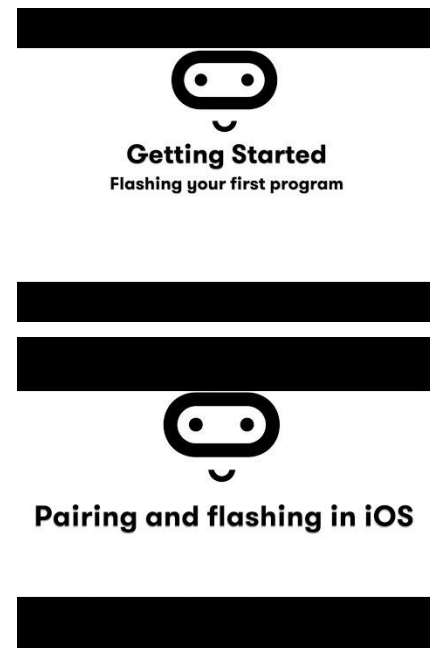 Getting Started
Flashing your first program
Pairing and flashing in iOS